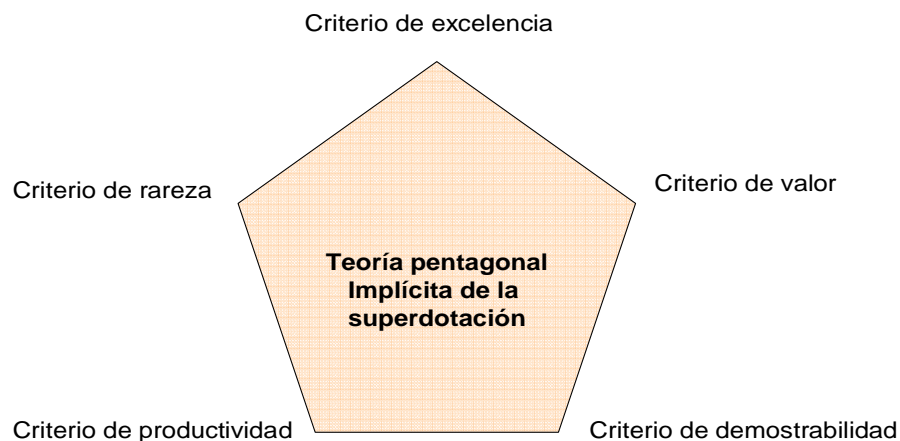 Criterio de excelencia
Criterio de rareza
Criterio de valor
Teoría pentagonal
Implícita de la
superdotación
Criterio de productividad
Criterio de demostrabilidad